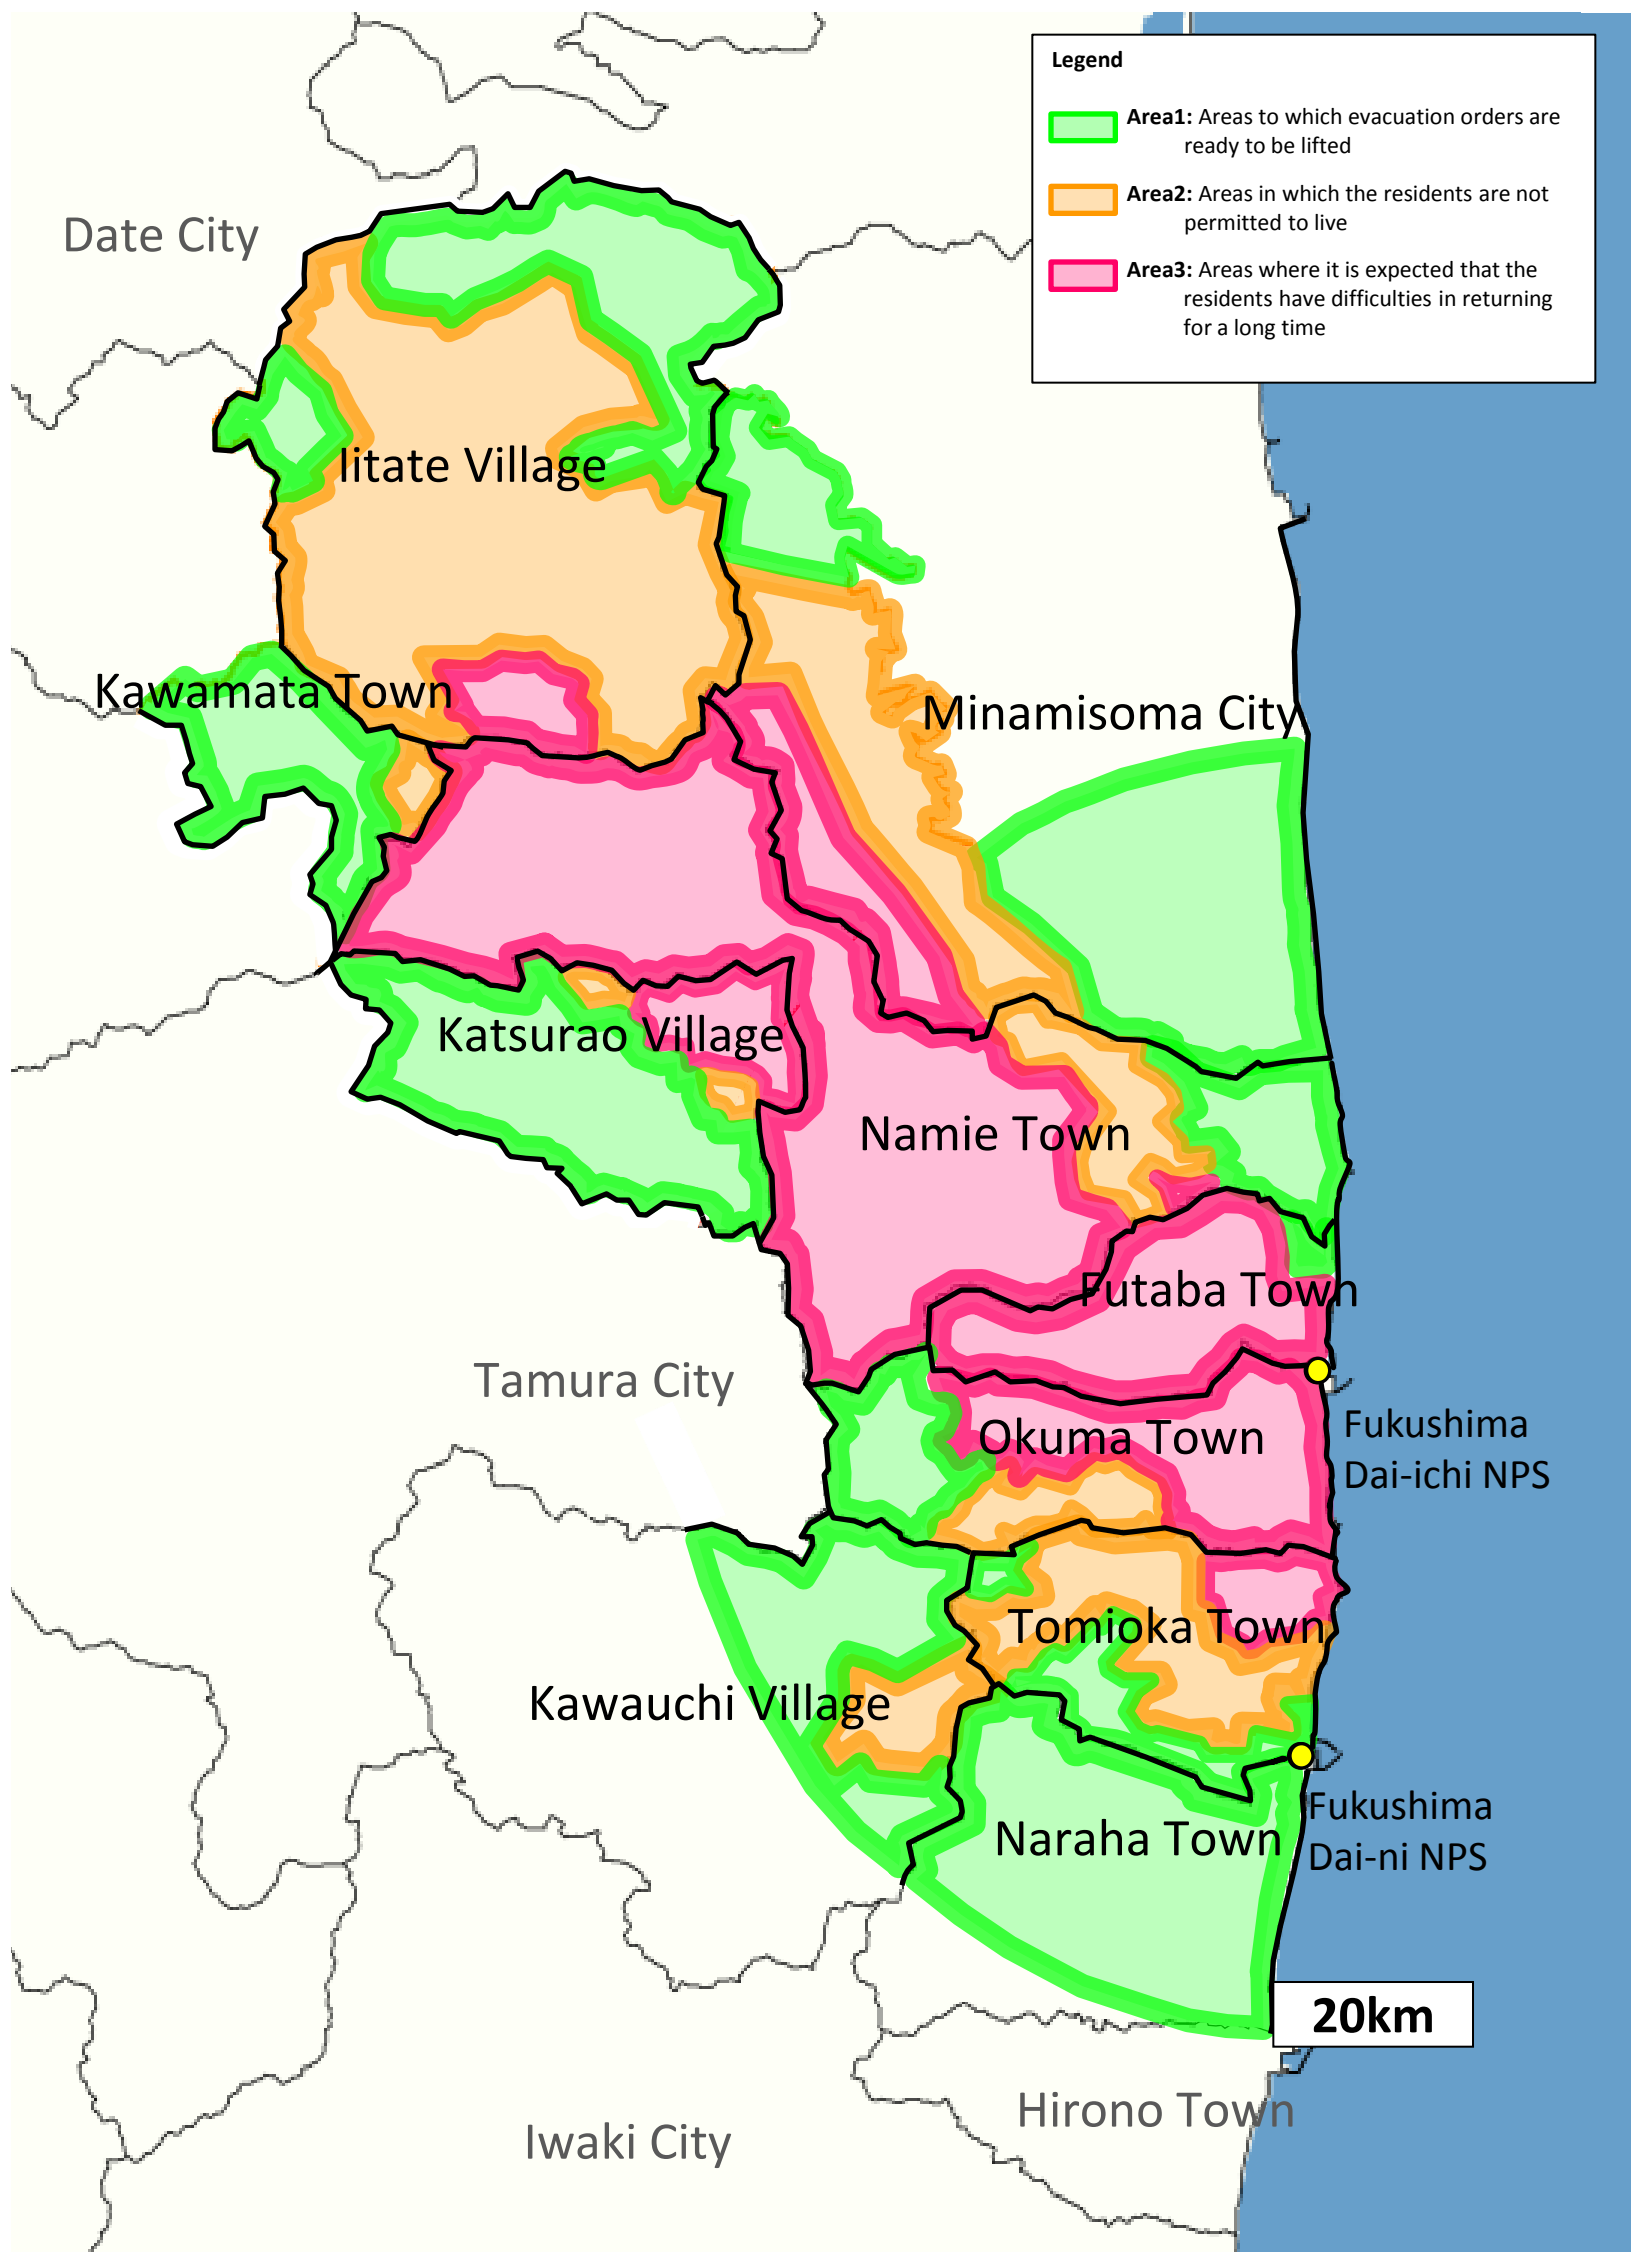 Legend
Area1: Areas to which evacuation orders are
ready to be lifted
Area2: Areas in which the residents are not
permitted to live
Area3: Areas where it is expected that the
residents have difficulties in returning
for a long time
Date City
Iitate Village
Kawamata Town
Minamisoma City
Katsurao Village
Namie Town
Futaba Town
Tamura City
Okuma Town
Fukushima
Dai-ichi NPS
Tomioka Town
Kawauchi Village
Fukushima
Dai-ni NPS
Naraha Town
20km
Hirono Town
Iwaki City